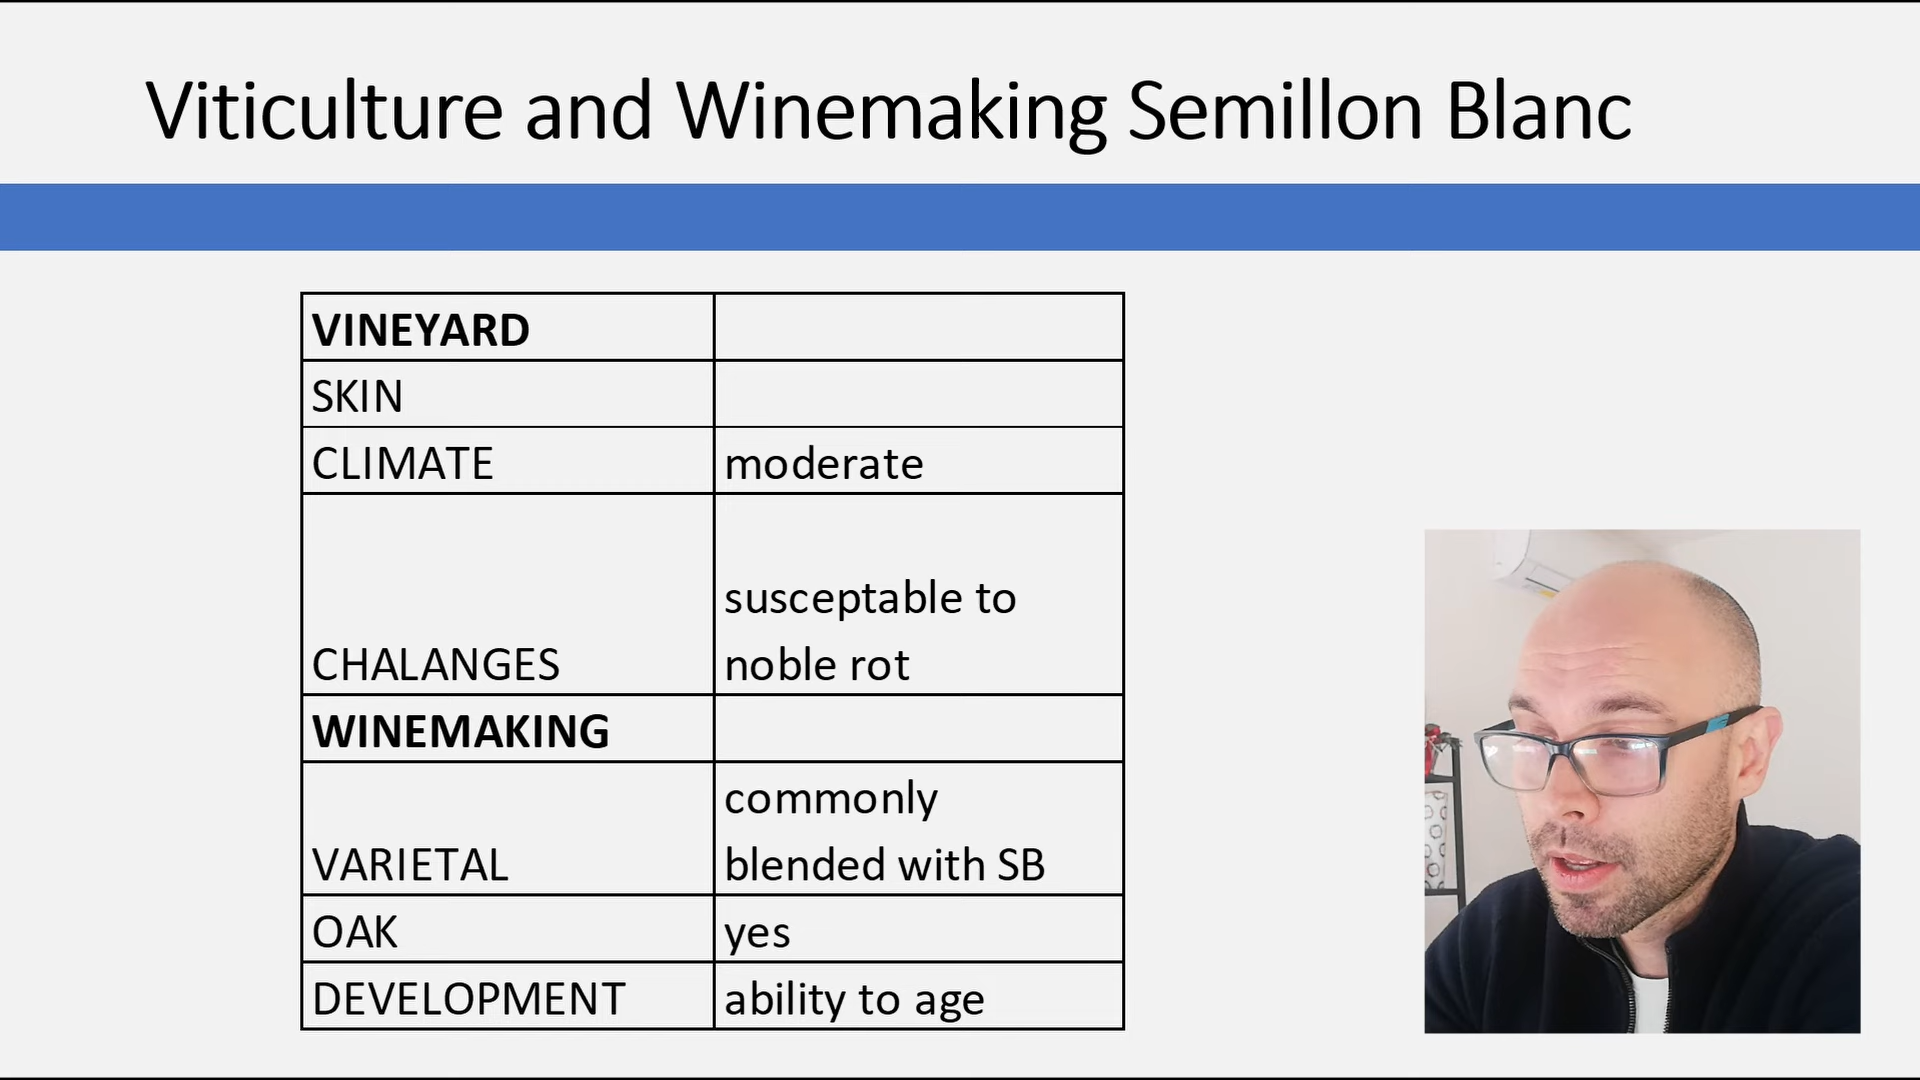 Viticulture and Winemaking Semillon Blanc
VINEYARD
SKIN
CLIMATE moderate
susceptable to
CHALANGES noble rot
WINEMAKING
commonly
VARIETAL blended with SB
OAK yes
DEVELOPMENT ability to age